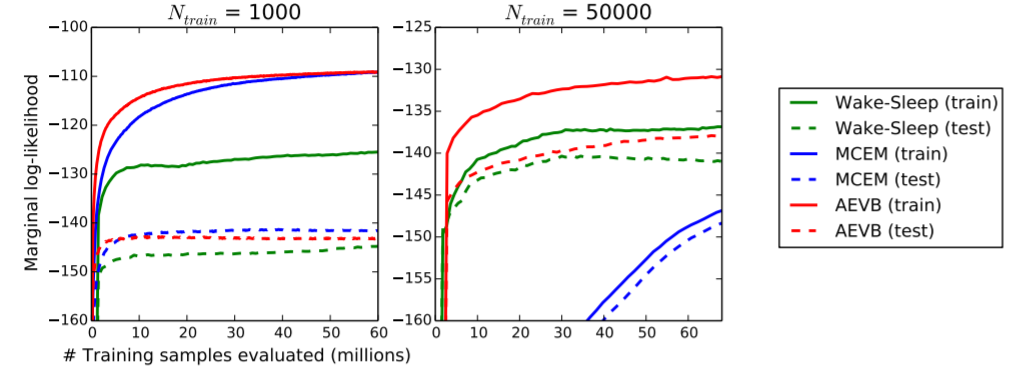 N_train = 1000
Marginal log-likelihood
−100
−110
−120
−130
−140
−150
−160
0 10 20 30 40 50 60
# Training samples evaluated (millions)
N_train = 50000
−125
−130
−135
−140
−145
−150
−155
−160
0 10 20 30 40 50 60
Wake-Sleep (train)
Wake-Sleep (test)
MCEM (train)
MCEM (test)
AEVB (train)
AEVB (test)